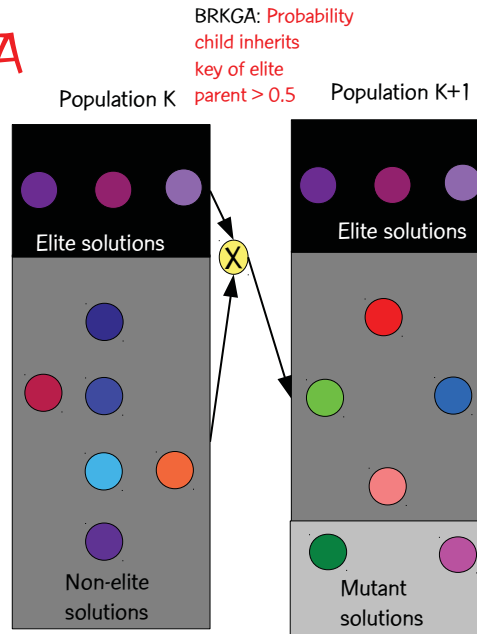 A
BRKGA: Probability
child inherits
key of elite
parent > 0.5
Population K
Population K+1
Elite solutions
Elite solutions
X
Non-elite
solutions
Mutant
solutions